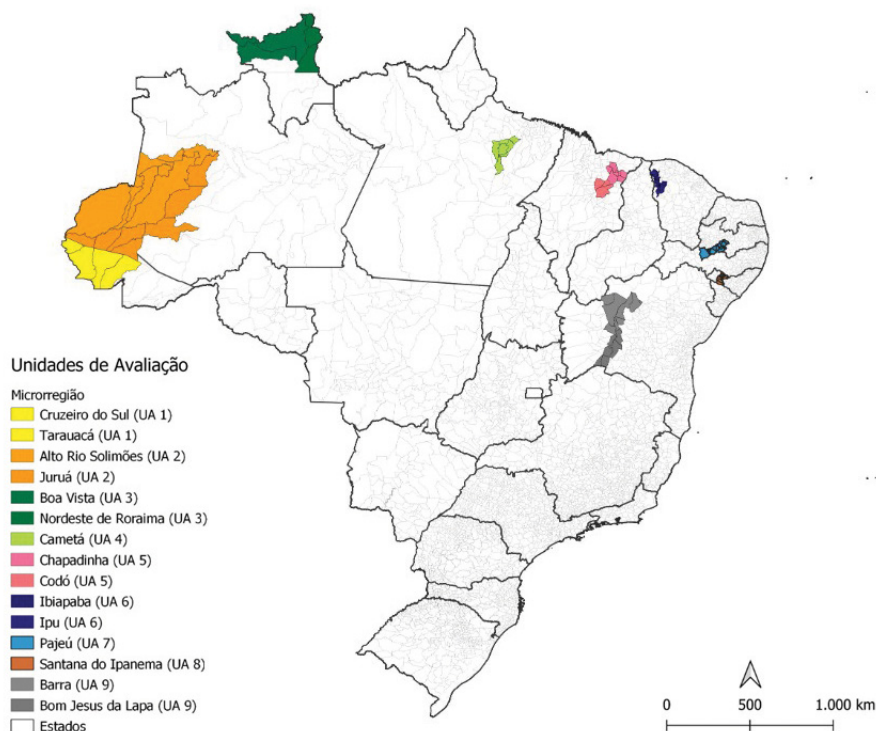 Unidades de Avaliação
Microrregião
Cruzeiro do Sul (UA 1)
Tarauacá (UA 1)
Alto Rio Solimões (UA 2)
Juruá (UA 2)
Boa Vista (UA 3)
Nordeste de Roraima (UA 3)
Cametá (UA 4)
Chapadinha (UA 5)
Codó (UA 5)
Ibiapaba (UA 6)
Ipu (UA 6)
Pajeú (UA 7)
Santana do Ipanema (UA 8)
Barra (UA 9)
Bom Jesus da Lapa (UA 9)
Estados
0 500 1.000 km